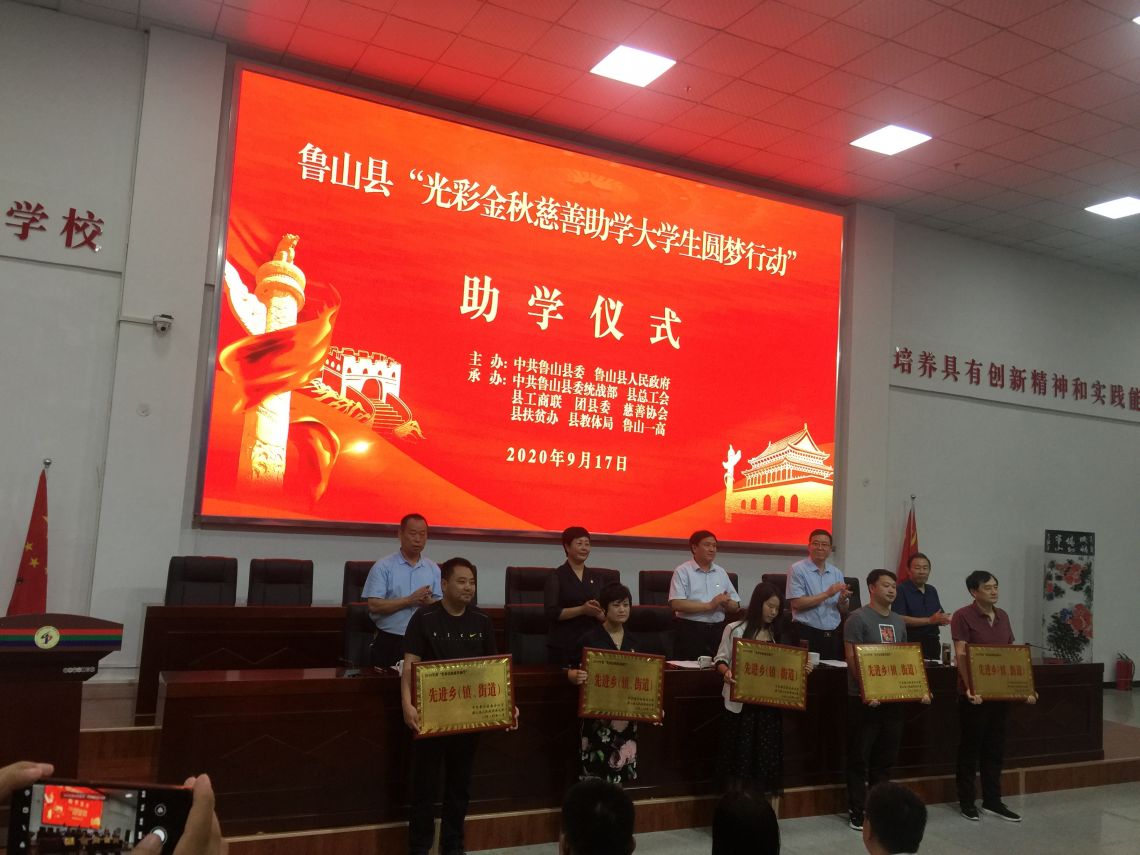 鲁山县“光彩金秋慈善助学大学生圆梦行动”
助学仪式
主办：中共鲁山县委 鲁山县人民政府
承办：中共鲁山县委统战部 县总工会
县工商联 团县委 慈善协会
县扶贫办 县教体局 鲁山一高
2020年9月17日
学校
培养具有创新精神和实践能
先进乡（镇、街道）
先进乡（镇、街道）
先进乡（镇、街道）
先进乡（镇、街道）
先进乡（镇、街道）